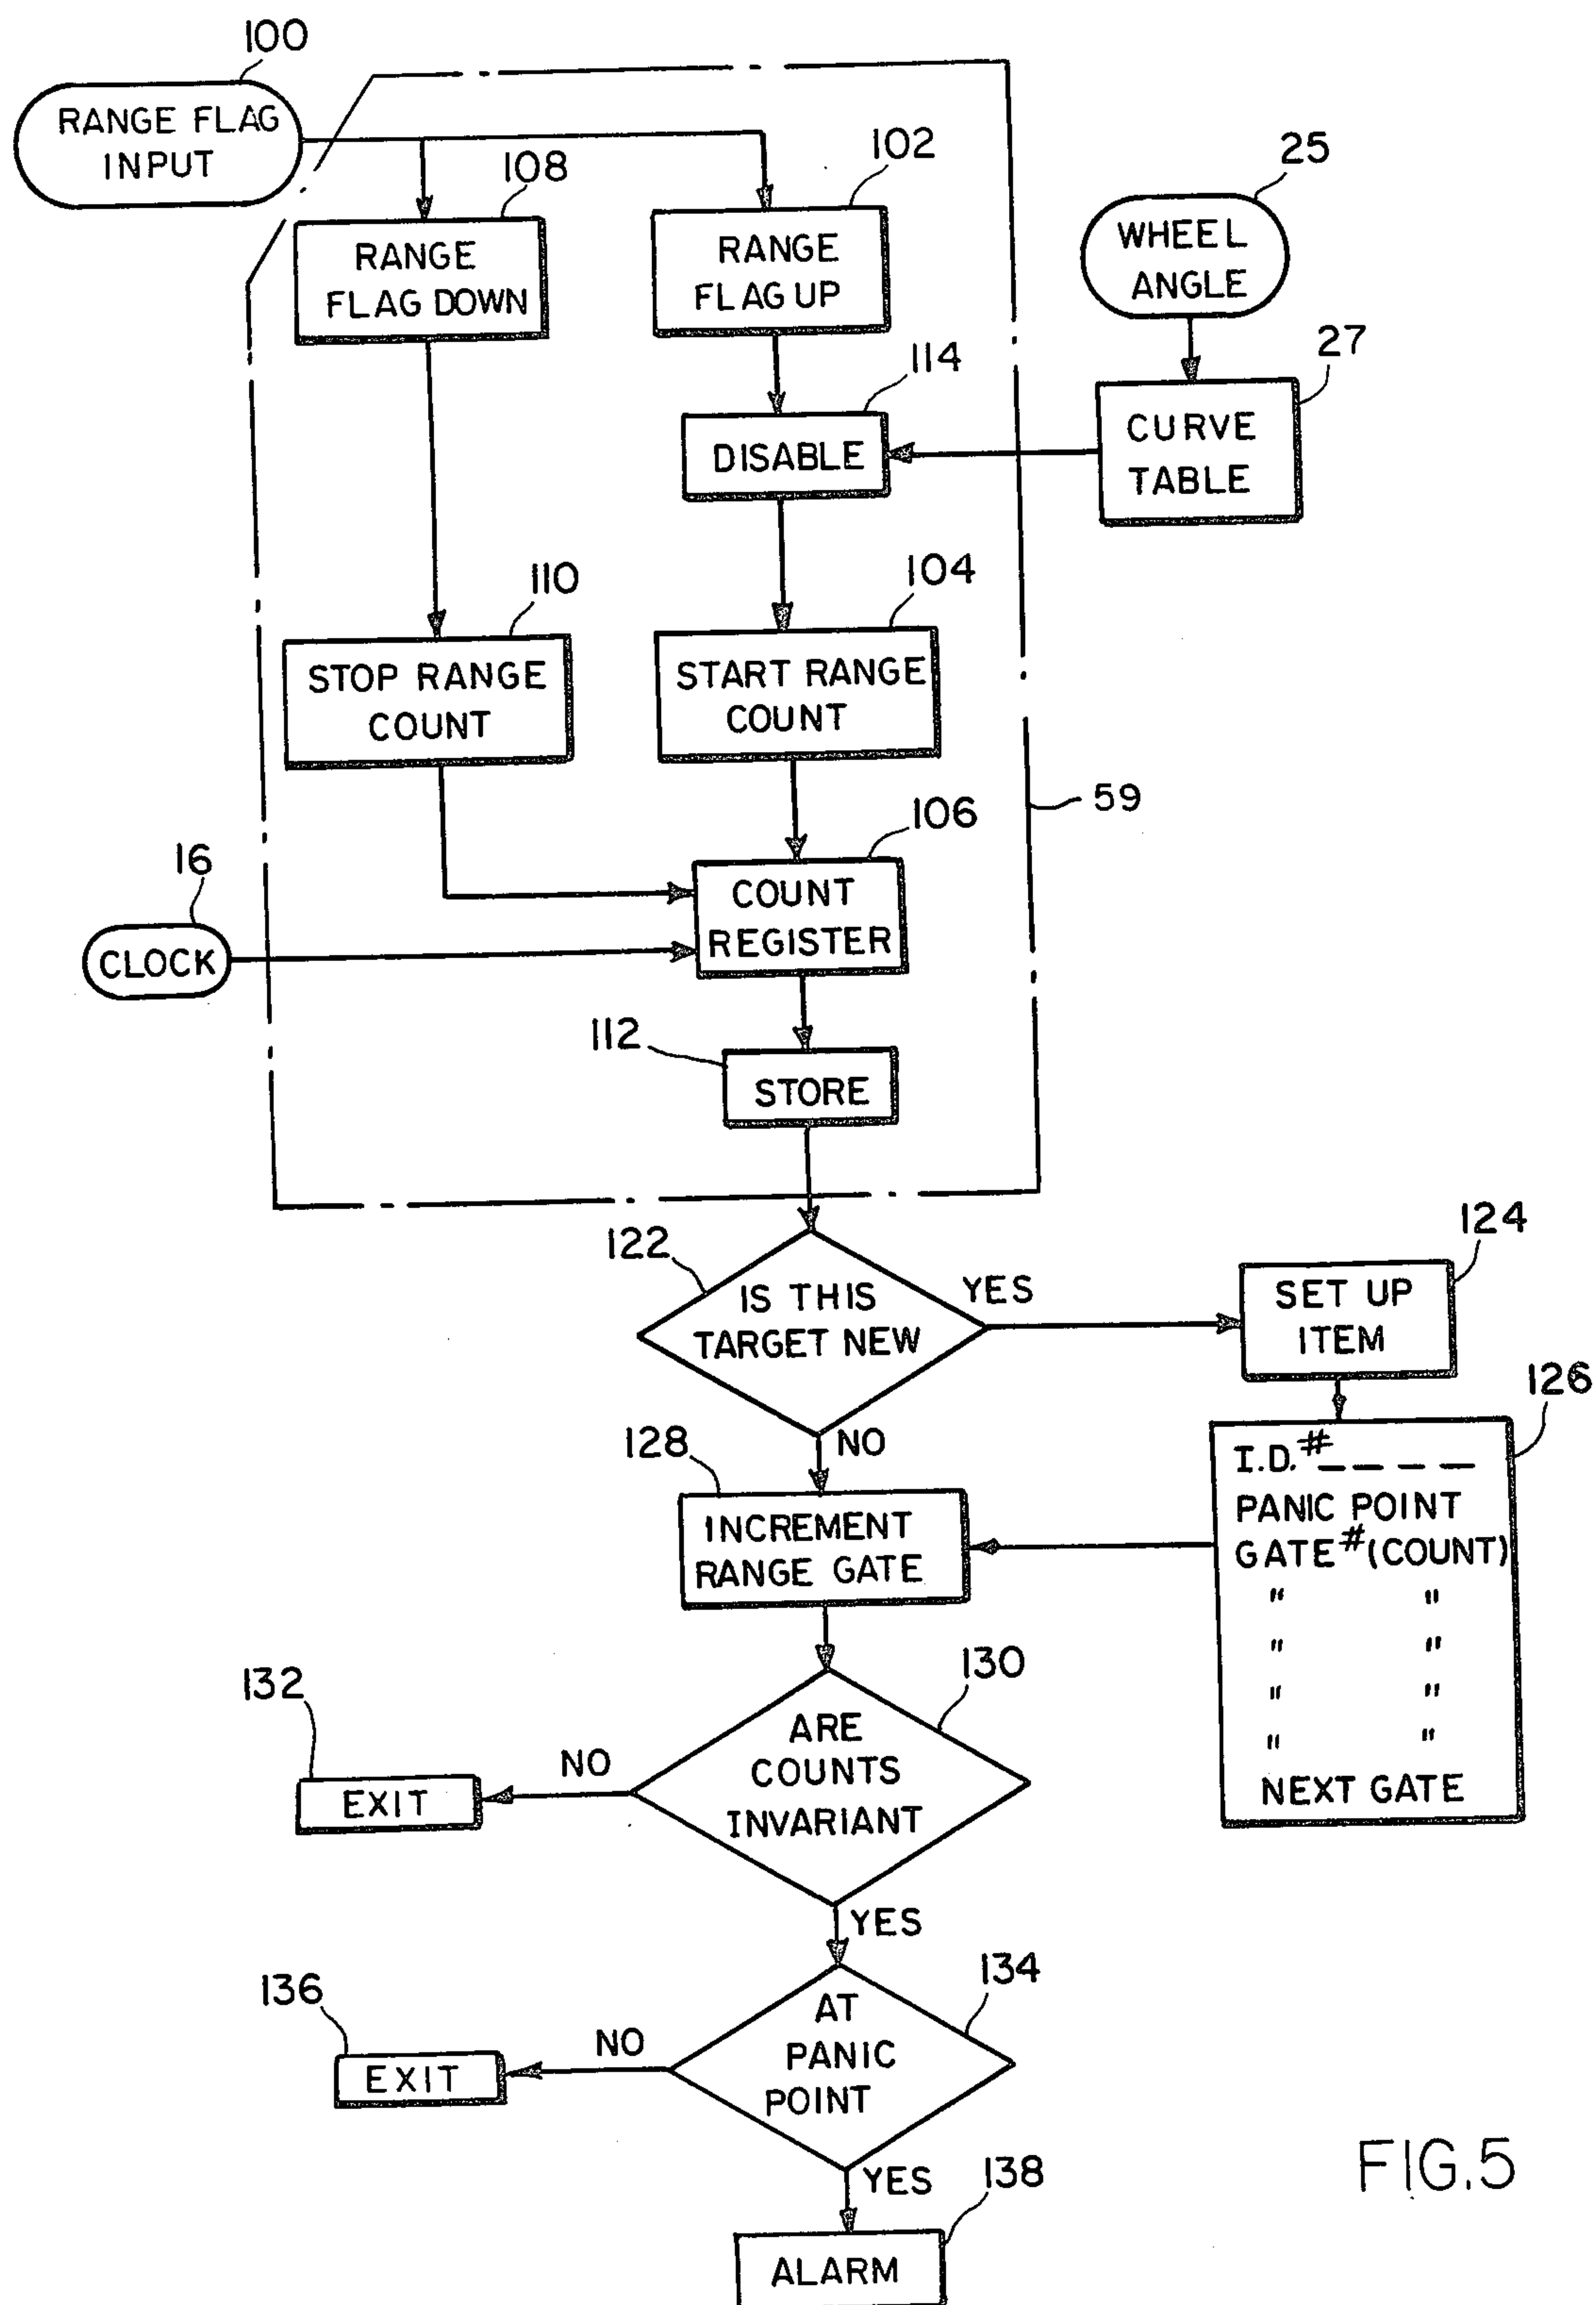 100
RANGE FLAG
INPUT
108
102
25
RANGE
FLAG DOWN
RANGE
FLAG UP
WHEEL
ANGLE
114
27
DISABLE
CURVE
TABLE
110
104
STOP RANGE
COUNT
START RANGE
COUNT
59
106
16
COUNT
REGISTER
CLOCK
112
STORE
122
124
IS THIS
TARGET NEW
YES
SET UP
ITEM
126
NO
128
I.D.#_ _ _ _
PANIC POINT
GATE#(COUNT)
" "
" "
" "
" "
NEXT GATE
INCREMENT
RANGE GATE
130
132
ARE
COUNTS
INVARIANT
NO
EXIT
YES
134
136
AT
PANIC
POINT
NO
EXIT
YES
138
ALARM
FIG.5